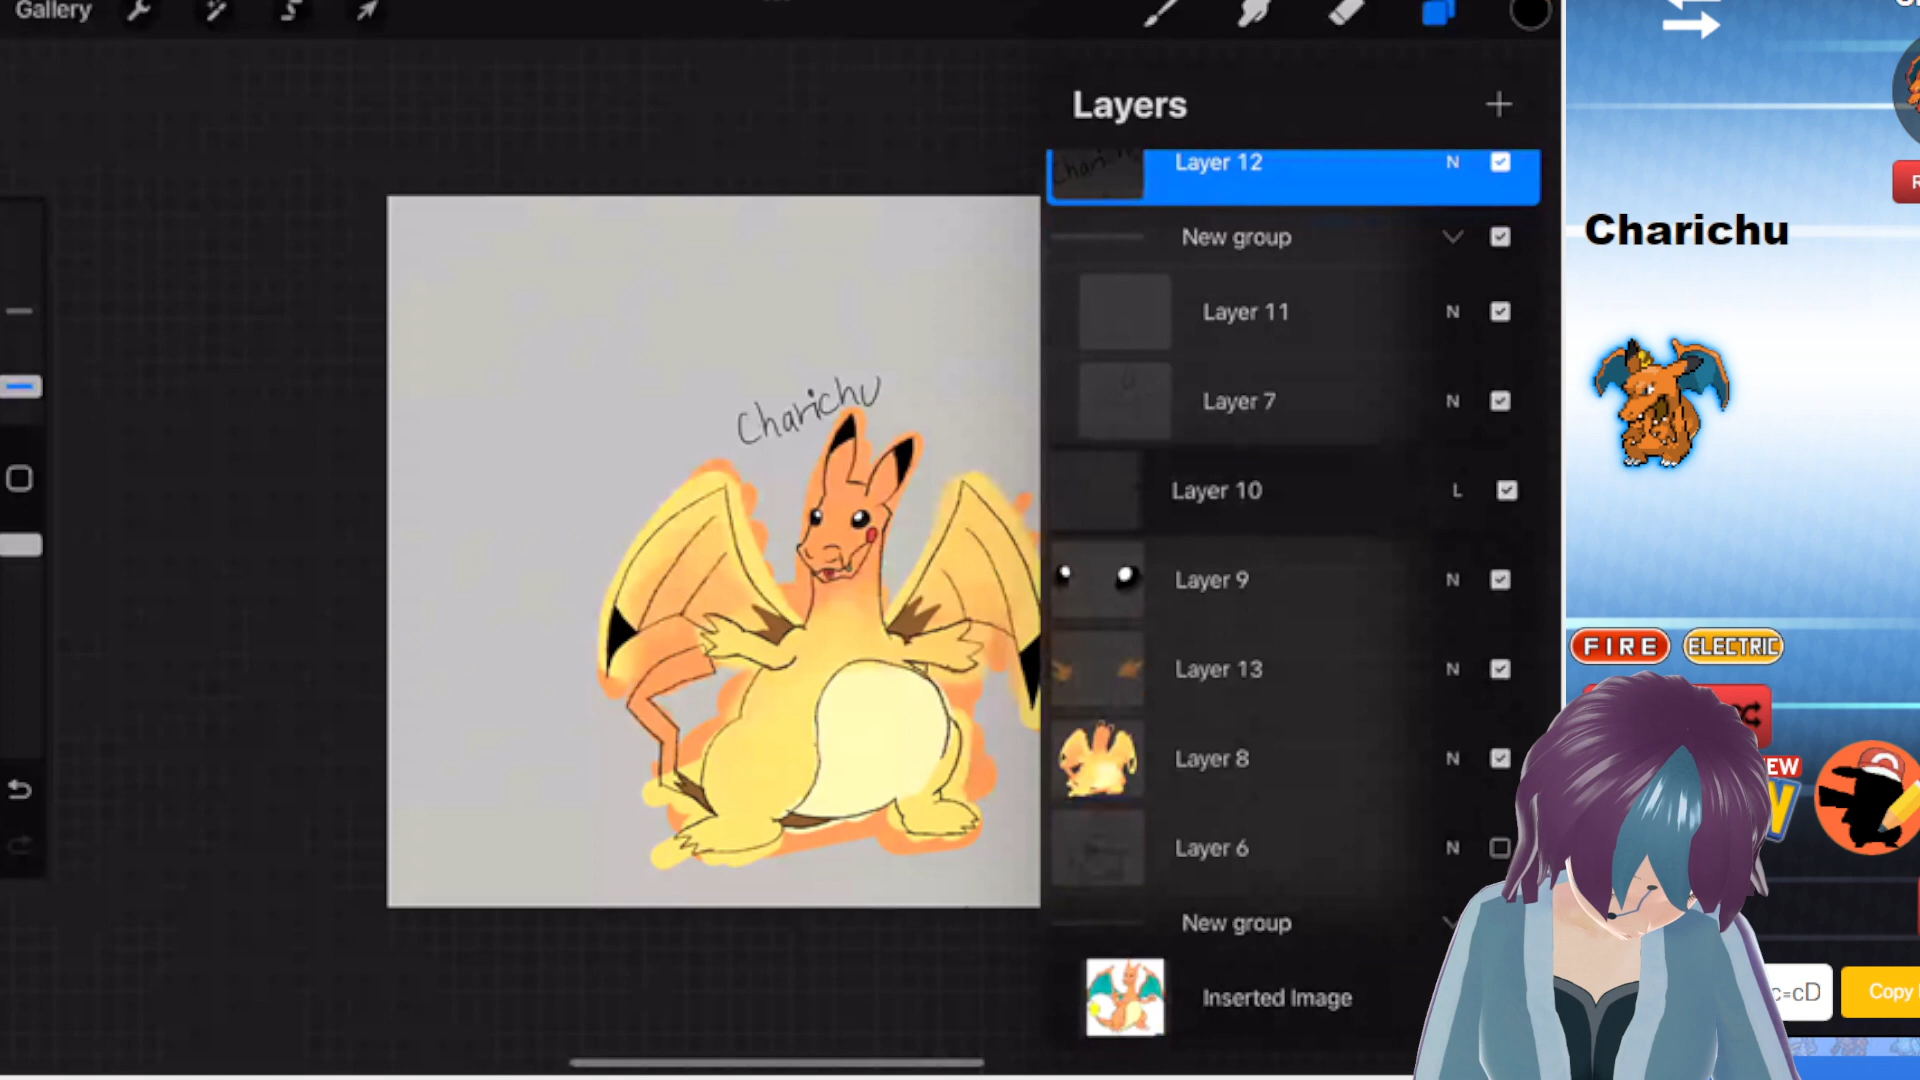 Gallery
Layers
Layer 12 N
New group
Layer 11 N
Layer 7 N
Layer 10 L
Layer 9 N
Layer 13 N
Layer 8 N
Layer 6 N
New group
Inserted Image
Charichu
Charichu
FIRE ELECTRIC
c=cD
Copy